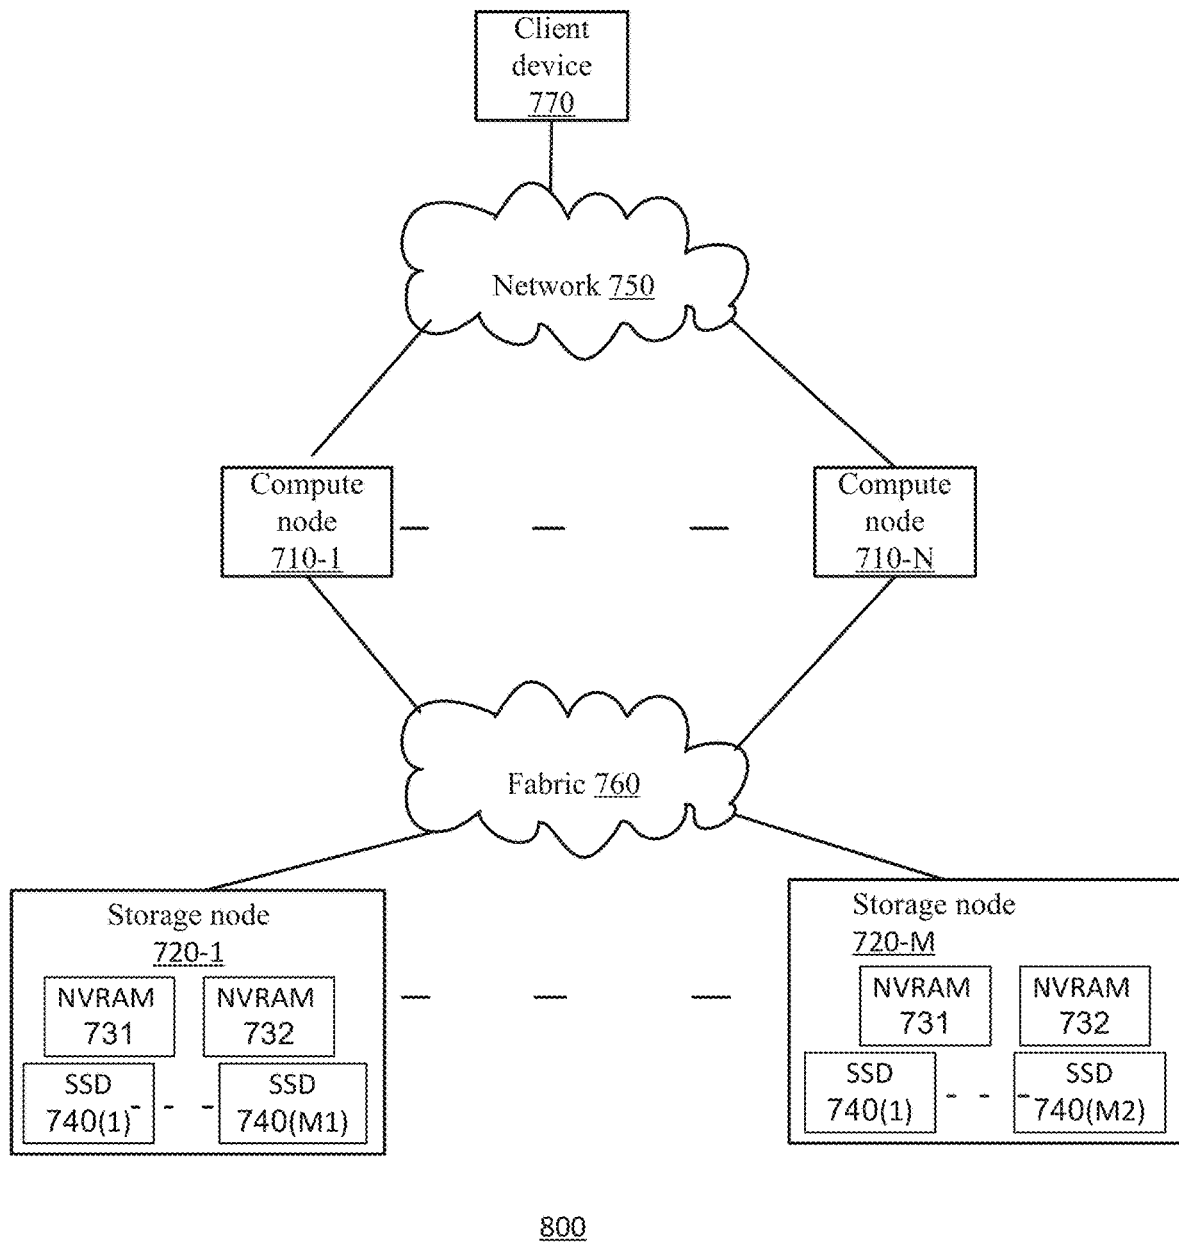 Client
device
770
Network 750
Compute
node
710-1
Compute
node
710-N
Fabric 760
Storage node
720-1
NVRAM
731
NVRAM
732
SSD
740(1)
SSD
740(M1)
Storage node
720-M
NVRAM
731
NVRAM
732
SSD
740(1)
SSD
740(M2)
800